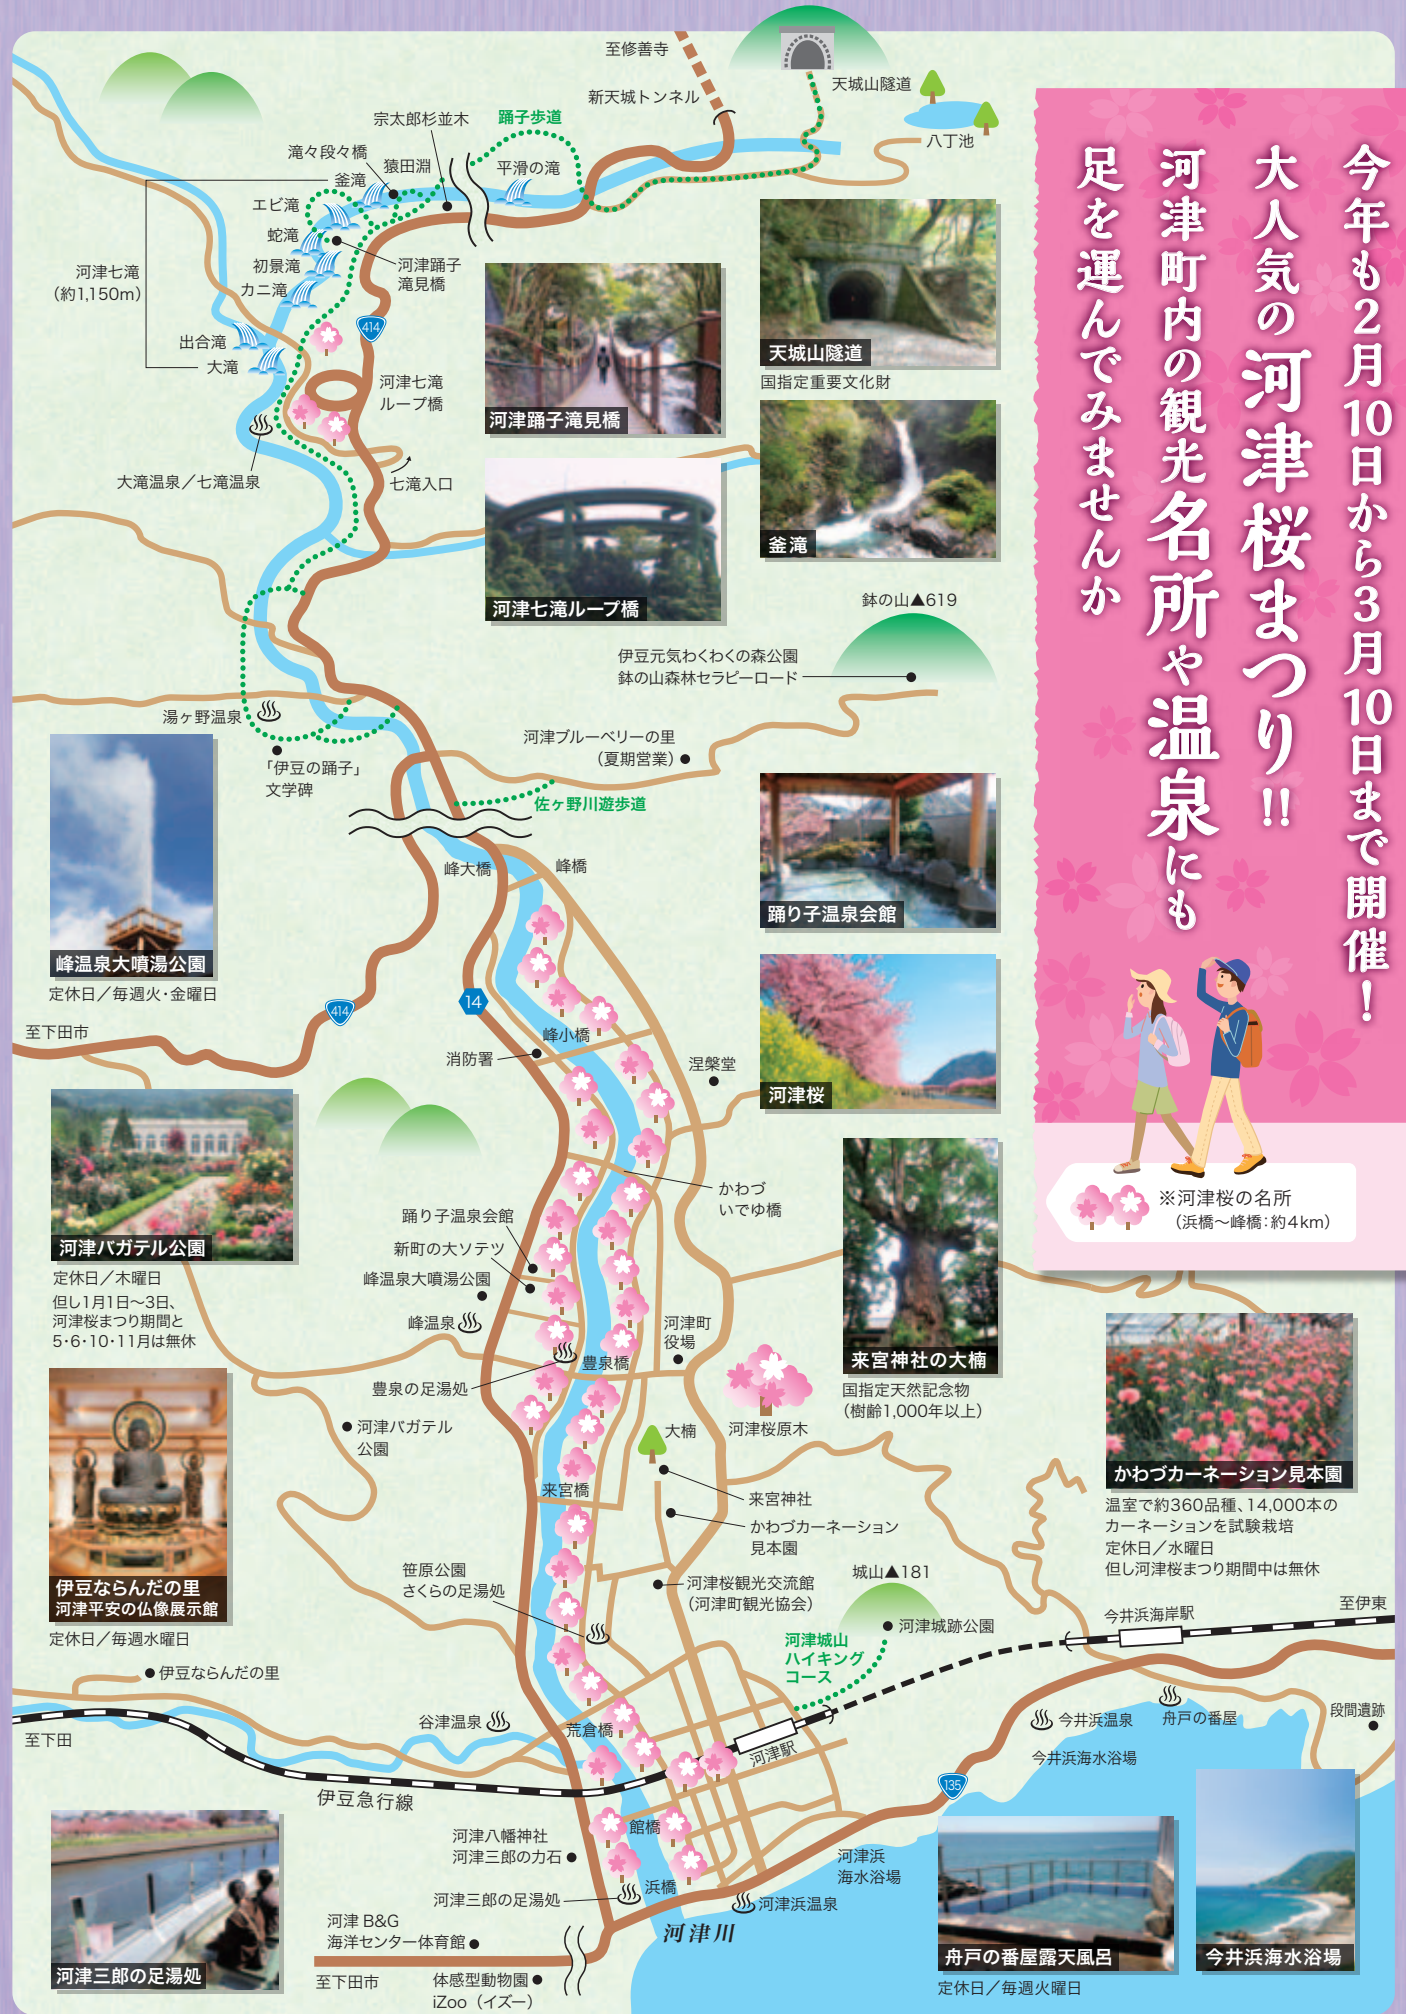 今年も2月10日から3月10日まで開催！
大人気の河津桜まつり!!
河津町内の観光名所や温泉にも
足を運んでみませんか
※河津桜の名所
（浜橋〜峰橋：約4km）
至修善寺
新天城トンネル
天城山隧道
八丁池
宗太郎杉並木
踊子歩道
滝々段々橋
猿田淵
平滑の滝
釜滝
エビ滝
蛇滝
初景滝
カニ滝
河津七滝
（約1,150m）
河津踊子
滝見橋
出合滝
大滝
414
河津七滝
ループ橋
大滝温泉／七滝温泉
七滝入口
河津踊子滝見橋
天城山隧道
国指定重要文化財
河津七滝ループ橋
釜滝
鉢の山▲619
伊豆元気わくわくの森公園
鉢の山森林セラピーロード
湯ヶ野温泉
「伊豆の踊子」
文学碑
河津ブルーベリーの里
（夏期営業）
佐ヶ野川遊歩道
峰温泉大噴湯公園
定休日／毎週火・金曜日
峰大橋
峰橋
踊り子温泉会館
414
14
至下田市
峰小橋
消防署
涅槃堂
河津桜
河津バガテル公園
定休日／木曜日
但し1月1日〜3日、
河津桜まつり期間と
5・6・10・11月は無休
かわづ
いでゆ橋
踊り子温泉会館
新町の大ソテツ
峰温泉大噴湯公園
峰温泉
河津町
役場
豊泉橋
豊泉の足湯処
来宮神社の大楠
国指定天然記念物
（樹齢1,000年以上）
河津バガテル
公園
大楠
河津桜原木
かわづカーネーション見本園
温室で約360品種、14,000本の
カーネーションを試験栽培
定休日／水曜日
但し河津桜まつり期間中は無休
伊豆ならんだの里
河津平安の仏像展示館
定休日／毎週水曜日
来宮橋
来宮神社
かわづカーネーション
見本園
笹原公園
さくらの足湯処
河津桜観光交流館
（河津町観光協会）
城山▲181
河津城跡公園
河津城山
ハイキング
コース
今井浜海岸駅
至伊東
伊豆ならんだの里
至下田
谷津温泉
荒倉橋
河津駅
今井浜温泉
舟戸の番屋
段間遺跡
今井浜海水浴場
135
伊豆急行線
館橋
河津八幡神社
河津三郎の力石
河津三郎の足湯処
浜橋
河津浜
海水浴場
河津浜温泉
河津川
河津三郎の足湯処
河津 B&G
海洋センター体育館
至下田市
体感型動物園
iZoo（イズー）
舟戸の番屋露天風呂
定休日／毎週火曜日
今井浜海水浴場